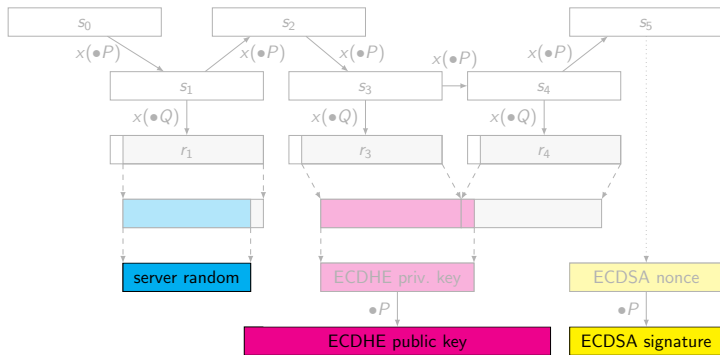 s₀
s₂
s₅
x(•P)
x(•P)
x(•P)
x(•P)
x(•P)
s₁
s₃
s₄
x(•Q)
x(•Q)
x(•Q)
r₁
r₃
r₄
server random
ECDHE priv. key
ECDSA nonce
•P
•P
ECDHE public key
ECDSA signature